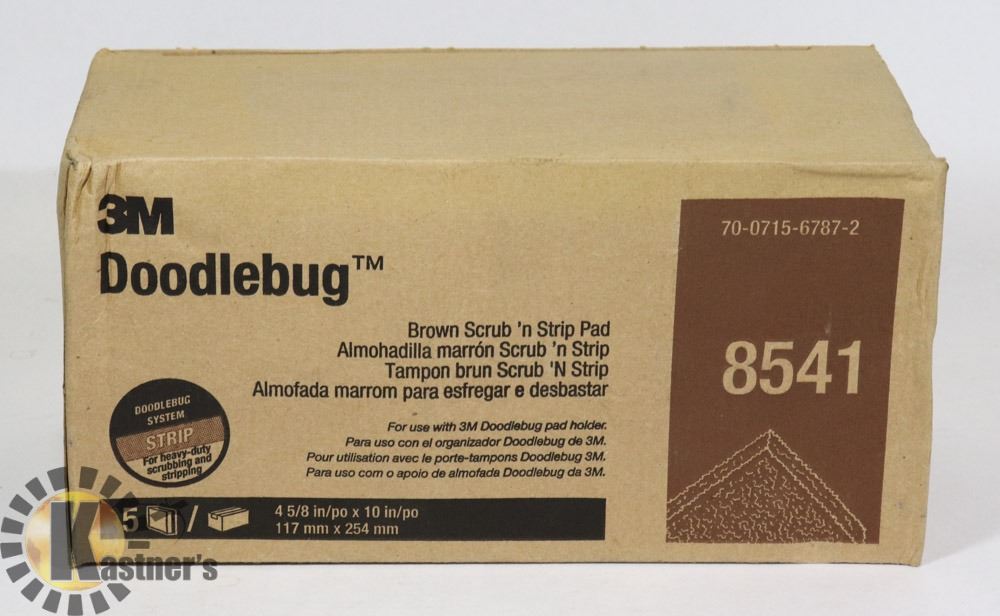 3M
Doodlebug™
Brown Scrub 'n Strip Pad
Almohadilla marrón Scrub 'n Strip
Tampon brun Scrub 'N Strip
Almofada marrom para esfregar e desbastar
For use with 3M Doodlebug pad holder.
Para uso con el organizador Doodlebug de 3M.
Pour utilisation avec le porte-tampons Doodlebug 3M.
Para uso com o apoio de almofada Doodlebug da 3M.
DOODLEBUG
SYSTEM
STRIP
For heavy-duty
scrubbing and
stripping
5 /
4 5/8 in/po x 10 in/po
117 mm x 254 mm
70-0715-6787-2
8541
Kastner's